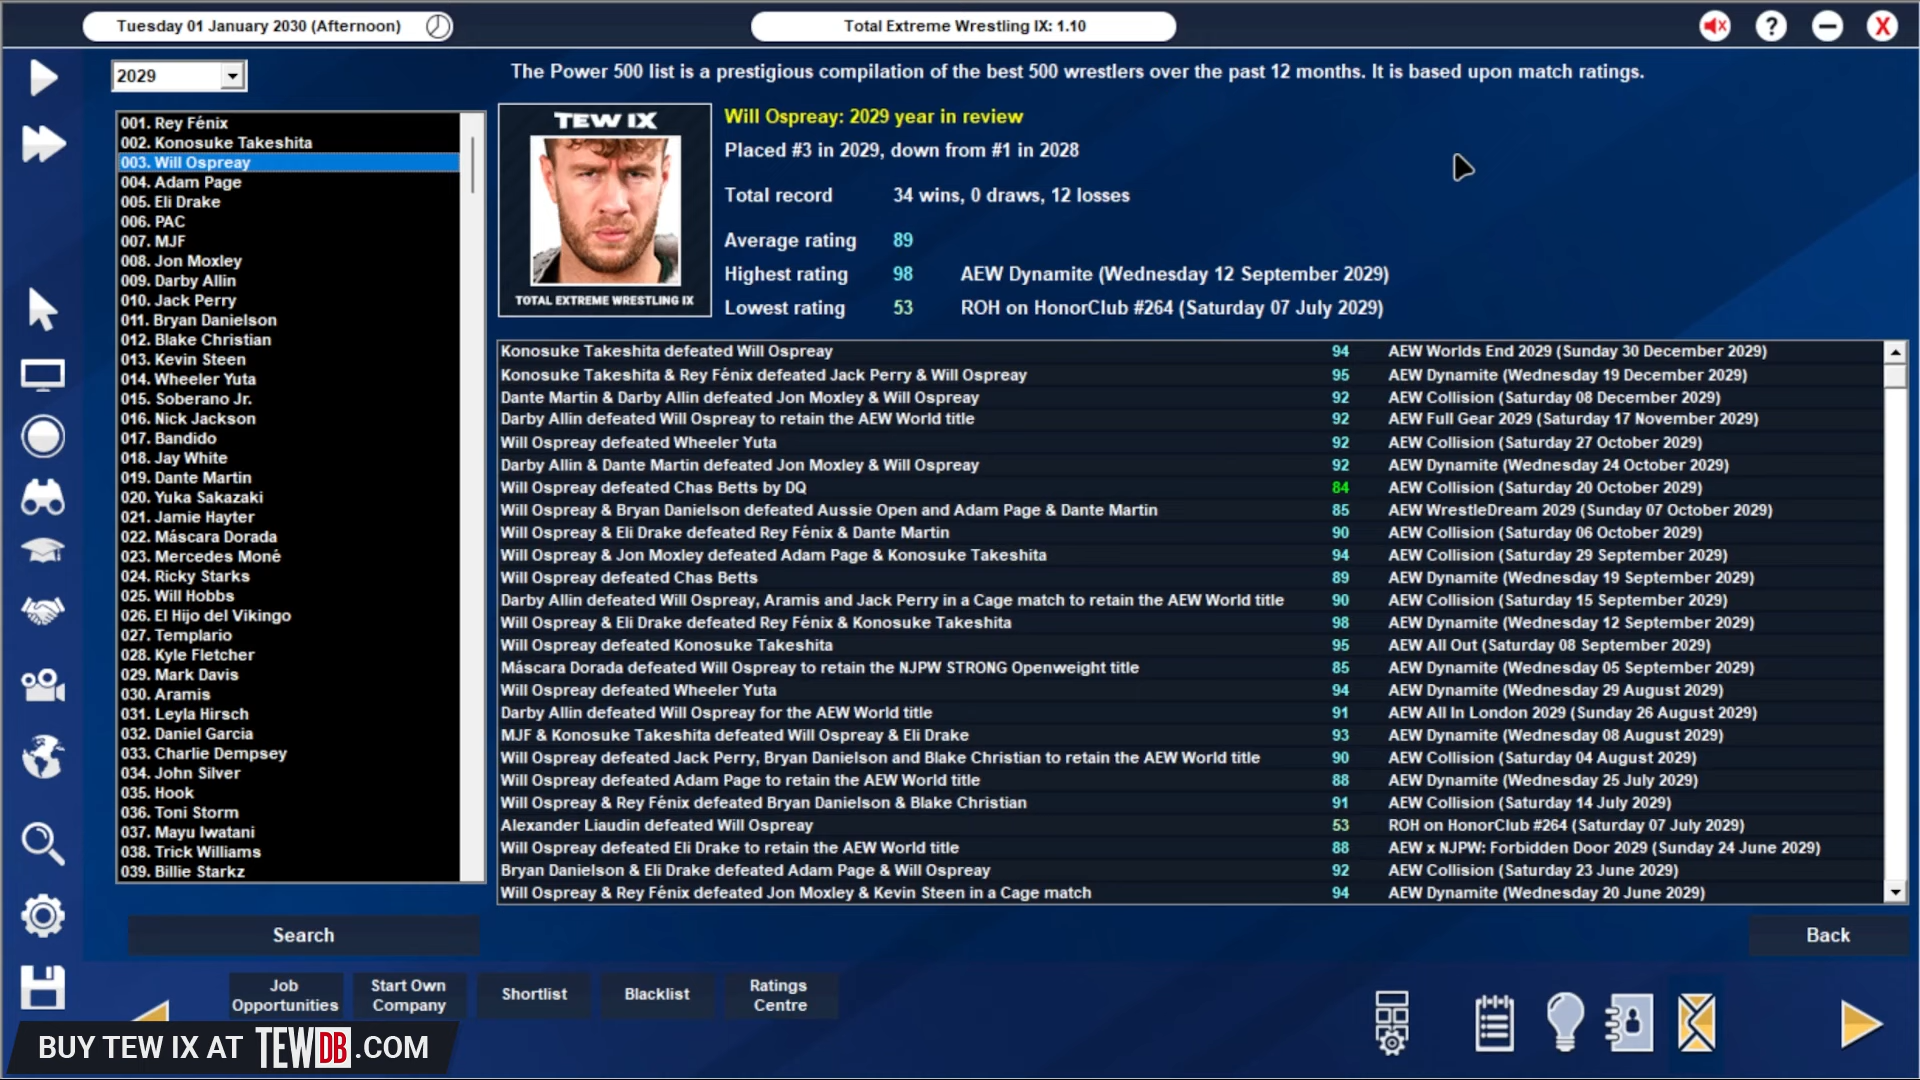 Tuesday 01 January 2030 (Afternoon)
Total Extreme Wrestling IX: 1.10
?
X
2029
The Power 500 list is a prestigious compilation of the best 500 wrestlers over the past 12 months. It is based upon match ratings.
001. Rey Fénix
002. Konosuke Takeshita
003. Will Ospreay
004. Adam Page
005. Eli Drake
006. PAC
007. MJF
008. Jon Moxley
009. Darby Allin
010. Jack Perry
011. Bryan Danielson
012. Blake Christian
013. Kevin Steen
014. Wheeler Yuta
015. Soberano Jr.
016. Nick Jackson
017. Bandido
018. Jay White
019. Dante Martin
020. Yuka Sakazaki
021. Jamie Hayter
022. Máscara Dorada
023. Mercedes Moné
024. Ricky Starks
025. Will Hobbs
026. El Hijo del Vikingo
027. Templario
028. Kyle Fletcher
029. Mark Davis
030. Aramis
031. Leyla Hirsch
032. Daniel Garcia
033. Charlie Dempsey
034. John Silver
035. Hook
036. Toni Storm
037. Mayu Iwatani
038. Trick Williams
039. Billie Starkz
TEW IX
TOTAL EXTREME WRESTLING IX
Will Ospreay: 2029 year in review
Placed #3 in 2029, down from #1 in 2028
Total record 34 wins, 0 draws, 12 losses
Average rating 89
Highest rating 98 AEW Dynamite (Wednesday 12 September 2029)
Lowest rating 53 ROH on HonorClub #264 (Saturday 07 July 2029)
Konosuke Takeshita defeated Will Ospreay 94 AEW Worlds End 2029 (Sunday 30 December 2029)
Konosuke Takeshita & Rey Fénix defeated Jack Perry & Will Ospreay 95 AEW Dynamite (Wednesday 19 December 2029)
Dante Martin & Darby Allin defeated Jon Moxley & Will Ospreay 92 AEW Collision (Saturday 08 December 2029)
Darby Allin defeated Will Ospreay to retain the AEW World title 92 AEW Full Gear 2029 (Saturday 17 November 2029)
Will Ospreay defeated Wheeler Yuta 92 AEW Collision (Saturday 27 October 2029)
Darby Allin & Dante Martin defeated Jon Moxley & Will Ospreay 92 AEW Dynamite (Wednesday 24 October 2029)
Will Ospreay defeated Chas Betts by DQ 84 AEW Collision (Saturday 20 October 2029)
Will Ospreay & Bryan Danielson defeated Aussie Open and Adam Page & Dante Martin 85 AEW WrestleDream 2029 (Sunday 07 October 2029)
Will Ospreay & Eli Drake defeated Rey Fénix & Dante Martin 90 AEW Collision (Saturday 06 October 2029)
Will Ospreay & Jon Moxley defeated Adam Page & Konosuke Takeshita 94 AEW Collision (Saturday 29 September 2029)
Will Ospreay defeated Chas Betts 89 AEW Dynamite (Wednesday 19 September 2029)
Darby Allin defeated Will Ospreay, Aramis and Jack Perry in a Cage match to retain the AEW World title 90 AEW Collision (Saturday 15 September 2029)
Will Ospreay & Eli Drake defeated Rey Fénix & Konosuke Takeshita 98 AEW Dynamite (Wednesday 12 September 2029)
Will Ospreay defeated Konosuke Takeshita 95 AEW All Out (Saturday 08 September 2029)
Máscara Dorada defeated Will Ospreay to retain the NJPW STRONG Openweight title 85 AEW Dynamite (Wednesday 05 September 2029)
Will Ospreay defeated Wheeler Yuta 94 AEW Dynamite (Wednesday 29 August 2029)
Darby Allin defeated Will Ospreay for the AEW World title 91 AEW All In London 2029 (Sunday 26 August 2029)
MJF & Konosuke Takeshita defeated Will Ospreay & Eli Drake 93 AEW Dynamite (Wednesday 08 August 2029)
Will Ospreay defeated Jack Perry, Bryan Danielson and Blake Christian to retain the AEW World title 90 AEW Collision (Saturday 04 August 2029)
Will Ospreay defeated Adam Page to retain the AEW World title 88 AEW Dynamite (Wednesday 25 July 2029)
Will Ospreay & Rey Fénix defeated Bryan Danielson & Blake Christian 91 AEW Collision (Saturday 14 July 2029)
Alexander Liaudin defeated Will Ospreay 53 ROH on HonorClub #264 (Saturday 07 July 2029)
Will Ospreay defeated Eli Drake to retain the AEW World title 88 AEW x NJPW: Forbidden Door 2029 (Sunday 24 June 2029)
Bryan Danielson & Eli Drake defeated Adam Page & Will Ospreay 92 AEW Collision (Saturday 23 June 2029)
Will Ospreay & Rey Fénix defeated Jon Moxley & Kevin Steen in a Cage match 94 AEW Dynamite (Wednesday 20 June 2029)
Search
Back
Job Opportunities
Start Own Company
Shortlist
Blacklist
Ratings Centre
BUY TEW IX AT TEWDB.COM